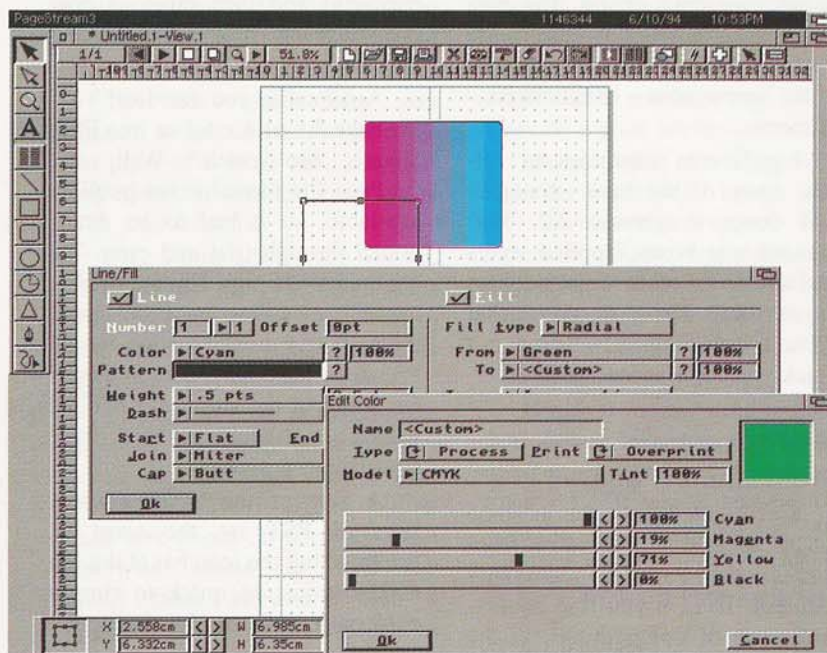 PageStream3 1146344 6/10/94 10:53PM
* Untitled.1-View.1
1/1 51.8%
A
Line/Fill
Line Fill
Number 1 1 Offset 0pt Fill type Radial
Color Cyan ? 100% From Green ? 100%
Pattern ? To <Custom> ? 100%
Weight .5 pts
Dash
Start Flat End
Join Miter
Cap Butt
Ok
Edit Color
Name <Custom>
Type Process Print Overprint
Model CMYK Tint 100%
100% Cyan
19% Magenta
71% Yellow
0% Black
Ok Cancel
X 2.558cm W 6.985cm
Y 6.332cm H 6.35cm